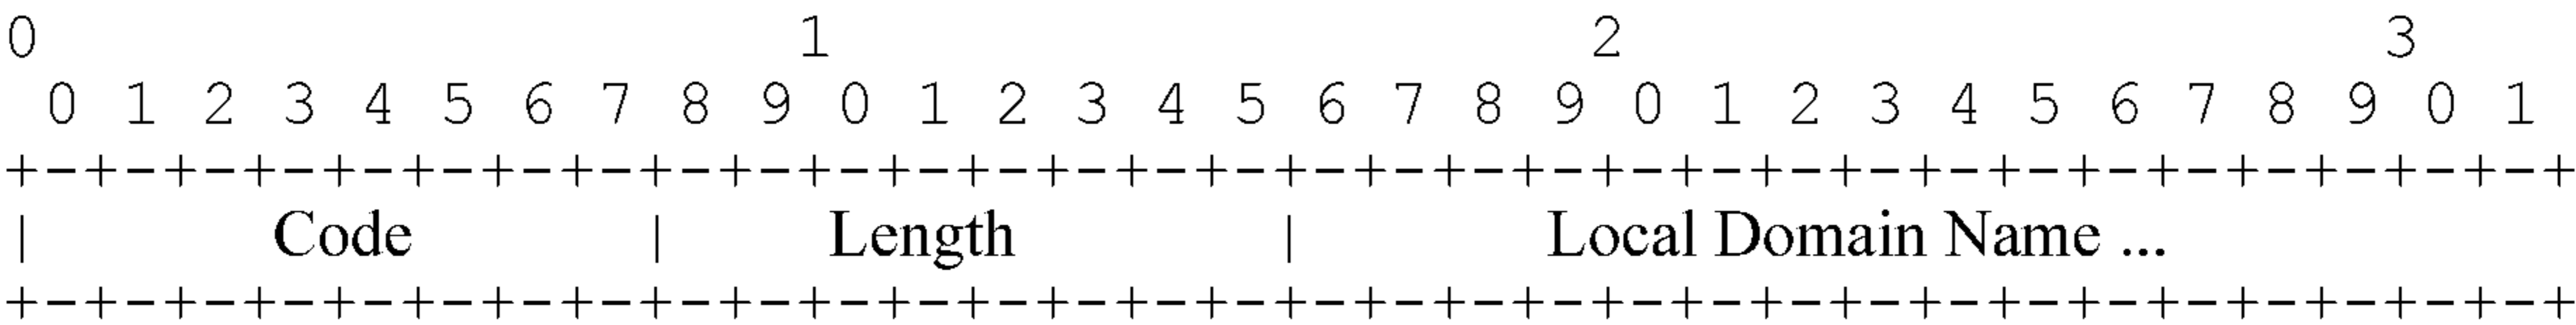 0 1 2 3
0 1 2 3 4 5 6 7 8 9 0 1 2 3 4 5 6 7 8 9 0 1 2 3 4 5 6 7 8 9 0 1
+-+-+-+-+-+-+-+-+-+-+-+-+-+-+-+-+-+-+-+-+-+-+-+-+-+-+-+-+-+-+-+-+
| Code | Length | Local Domain Name ...
+-+-+-+-+-+-+-+-+-+-+-+-+-+-+-+-+-+-+-+-+-+-+-+-+-+-+-+-+-+-+-+-+